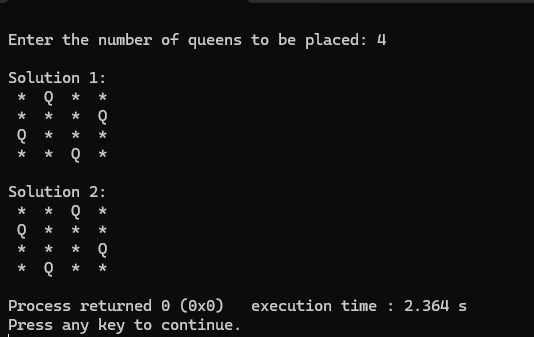 Enter the number of queens to be placed: 4
Solution 1:
* Q * *
* * * Q
Q * * *
* * Q *
Solution 2:
* * Q *
Q * * *
* * * Q
* Q * *
Process returned 0 (0x0)   execution time : 2.364 s
Press any key to continue.